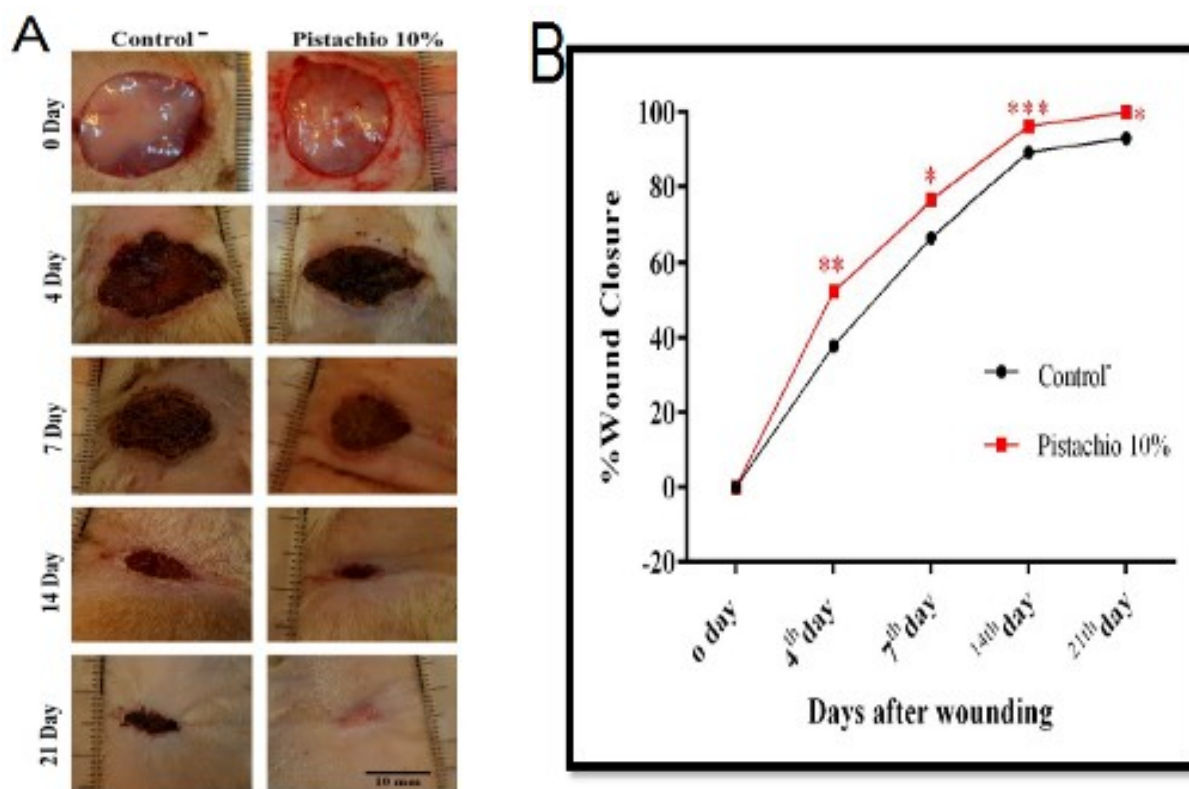 A
Control⁻ Pistachio 10%
0 Day
4 Day
7 Day
14 Day
21 Day
10 mm
B
%Wound Closure
100
80
60
40
20
0
-20
***
*
*
**
Control⁻
Pistachio 10%
0 day
4th day
7th day
14th day
21th day
Days after wounding